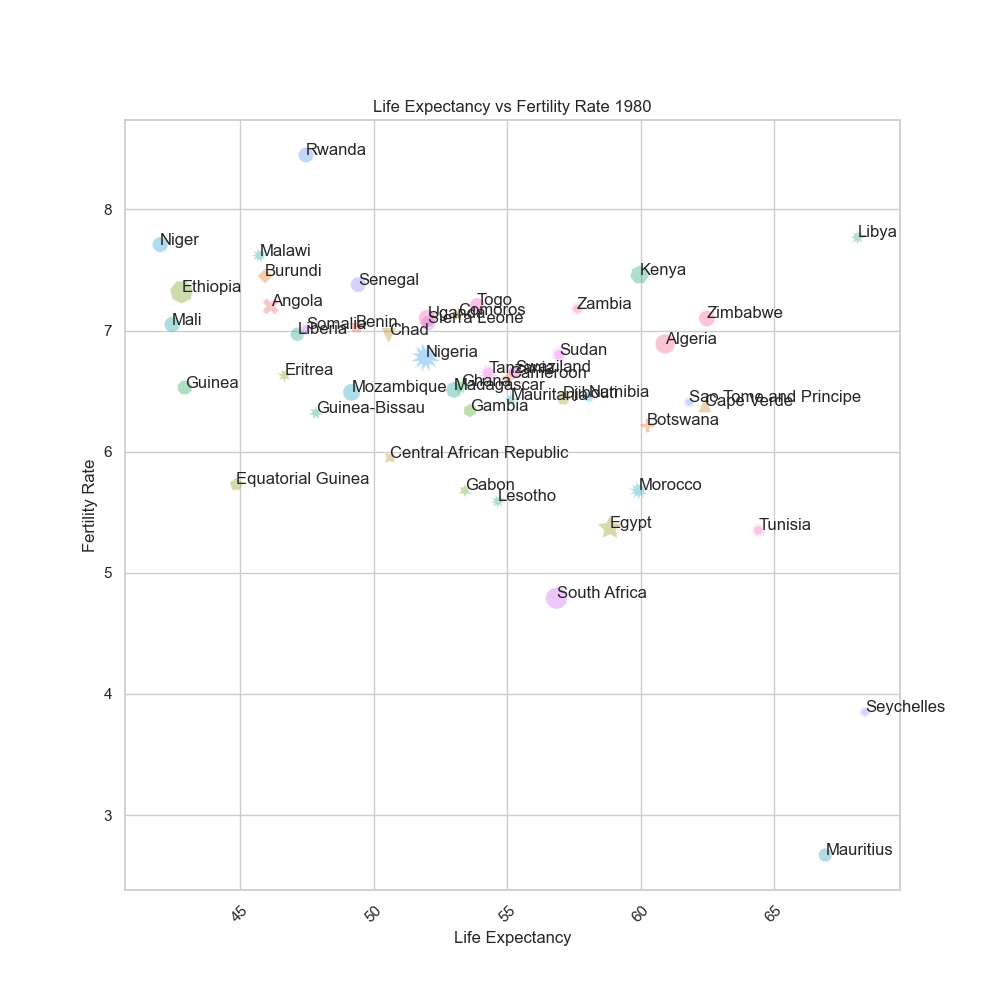 Life Expectancy vs Fertility Rate 1980
Rwanda
8
Libya
Niger
Malawi
Burundi
Kenya
Senegal
Ethiopia
Angola
Togo
Zambia
Comoros
Uganda
Zimbabwe
Sierra Leone
Mali
Somalia
Benin
7
Liberia
Chad
Algeria
Nigeria
Sudan
Tanzania
Swaziland
Cameroon
Eritrea
Ghana
Madagascar
Guinea
Mozambique
Mauritania
Djibouti
Namibia
Sao Tome and Principe
Cape Verde
Guinea-Bissau
Gambia
Botswana
6
Central African Republic
Equatorial Guinea
Gabon
Morocco
Lesotho
Egypt
Tunisia
5
South Africa
4
Seychelles
3
Mauritius
Fertility Rate
45
50
55
60
65
Life Expectancy